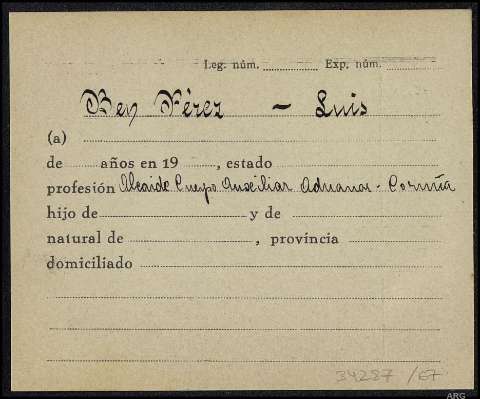 Leg. núm. Exp. núm.
Bey Pérez - Luis
(a)
de años en 19 , estado
profesión Alcaide Cuerpo Auxiliar Aduanas - Coruña
hijo de y de
natural de , provincia
domiciliado
34287/67
ARG